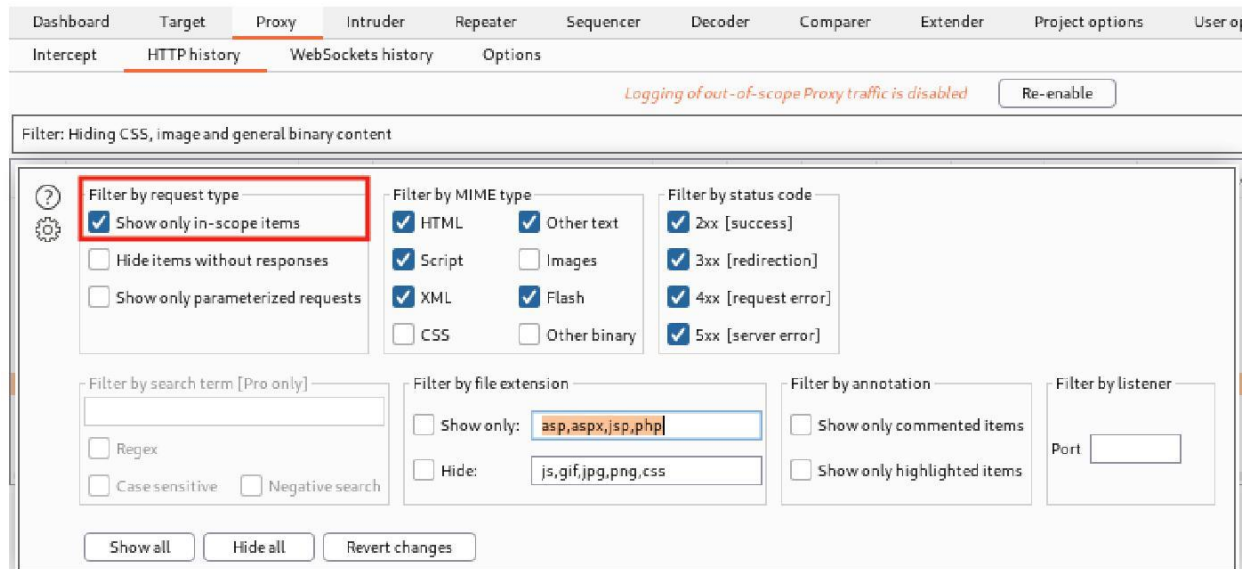 Dashboard Target Proxy Intruder Repeater Sequencer Decoder Comparer Extender Project options User op
Intercept HTTP history WebSockets history Options
Logging of out-of-scope Proxy traffic is disabled Re-enable
Filter: Hiding CSS, image and general binary content
Filter by request type Filter by MIME type Filter by status code
Show only in-scope items HTML Other text 2xx [success]
Hide items without responses Script Images 3xx [redirection]
Show only parameterized requests XML Flash 4xx [request error]
CSS Other binary 5xx [server error]
Filter by search term [Pro only] Filter by file extension Filter by annotation Filter by listener
Show only: asp,aspx,jsp,php Show only commented items
Regex Port
Hide: js,gif,jpg,png,css Show only highlighted items
Case sensitive Negative search
Show all Hide all Revert changes